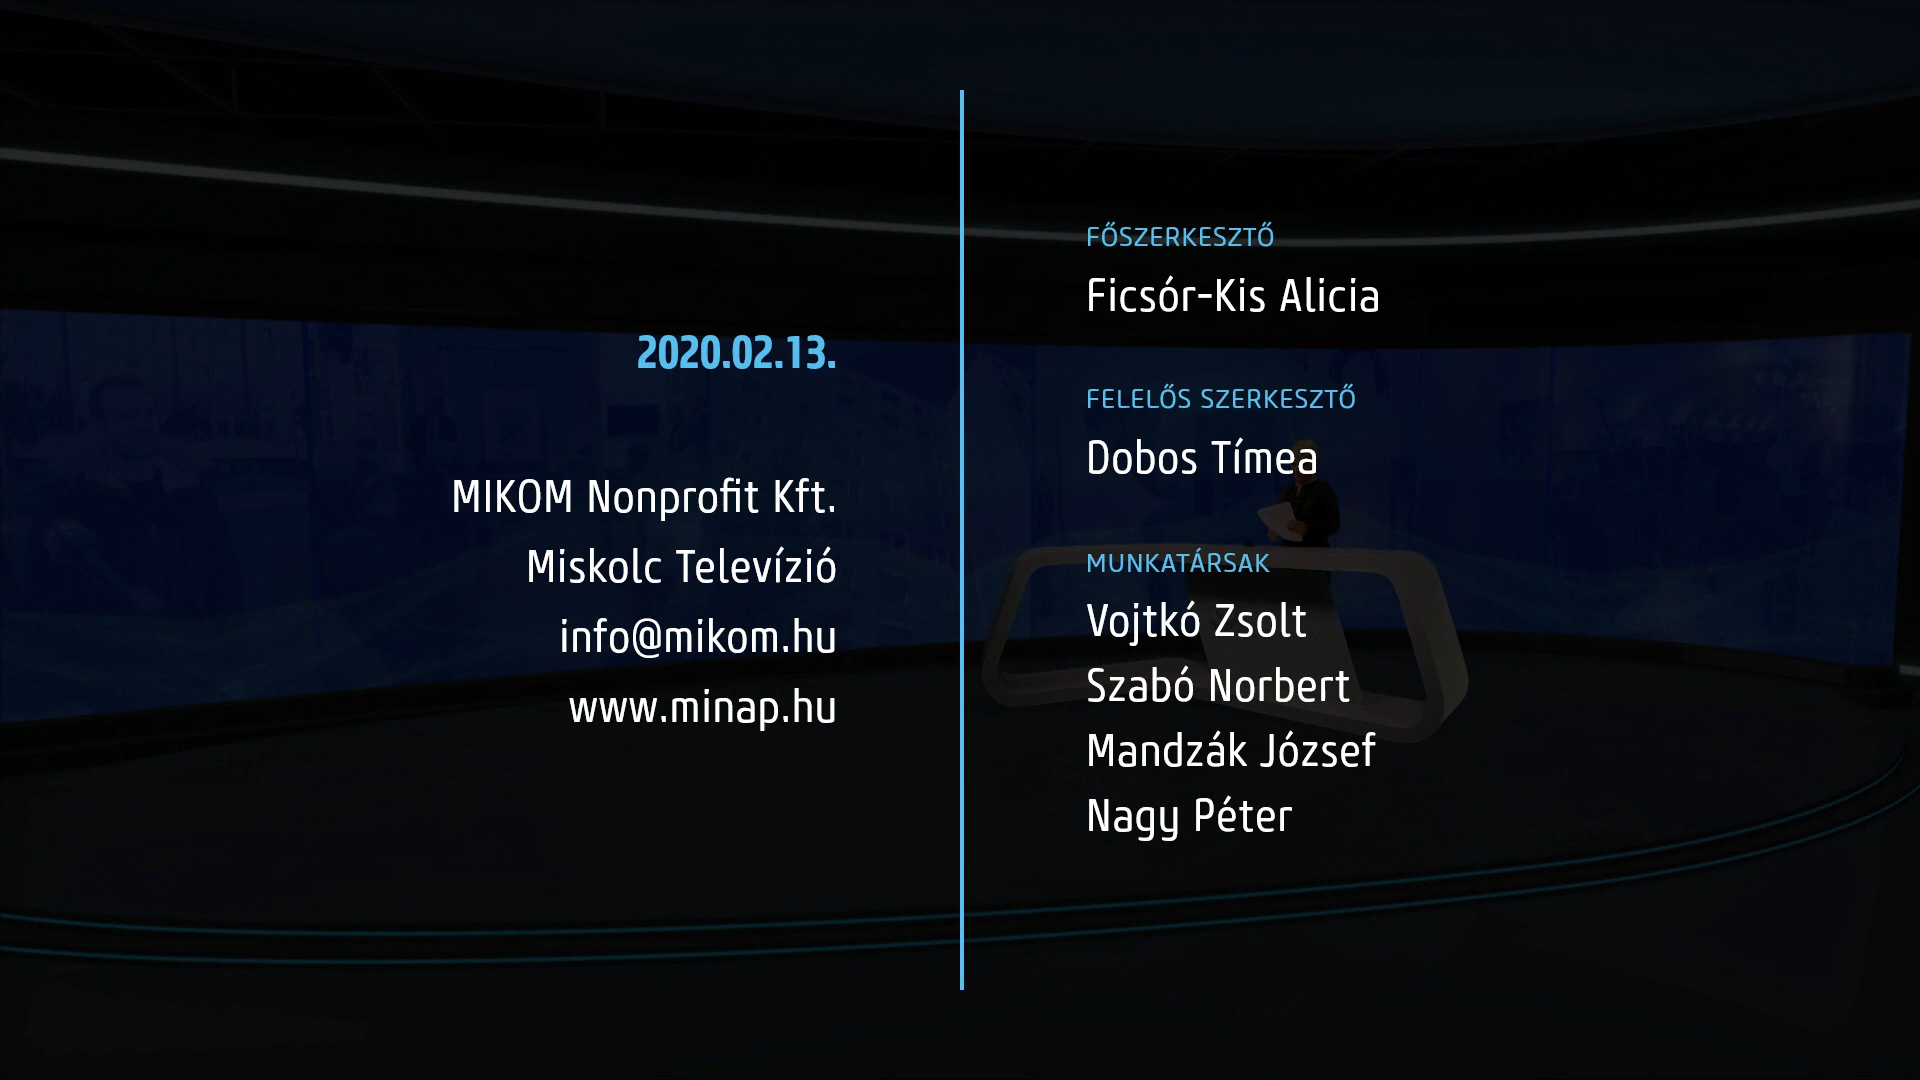 2020.02.13.
MIKOM Nonprofit Kft.
Miskolc Televízió
info@mikom.hu
www.minap.hu
FŐSZERKESZTŐ
Ficsór-Kis Alicia
FELELŐS SZERKESZTŐ
Dobos Tímea
MUNKATÁRSAK
Vojtkó Zsolt
Szabó Norbert
Mandzák József
Nagy Péter